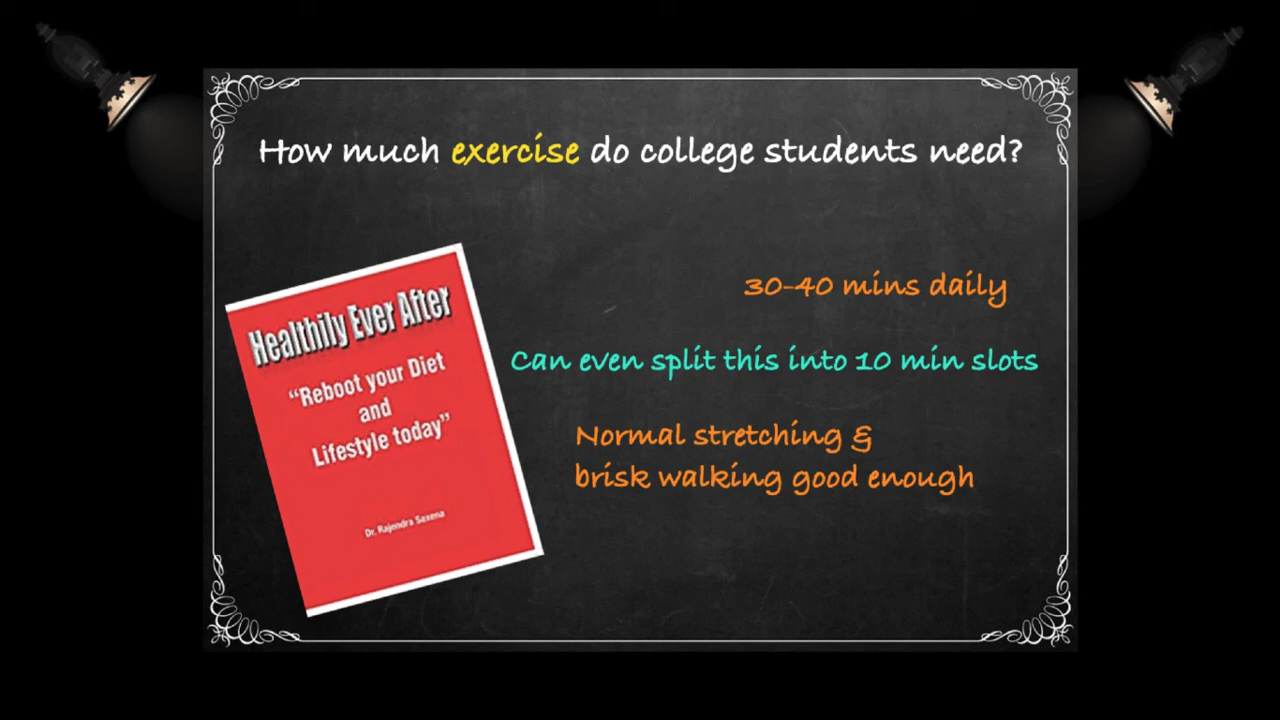 How much exercise do college students need?
Healthily Ever After
“Reboot your Diet
and
Lifestyle today”
Dr. Rajendra Saxena
30-40 mins daily
Can even split this into 10 min slots
Normal stretching &
brisk walking good enough